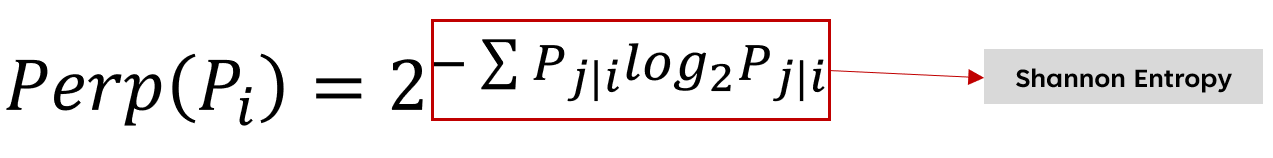 Perp(P_i) = 2^{-∑ P_{j|i} log_2 P_{j|i}}
Shannon Entropy